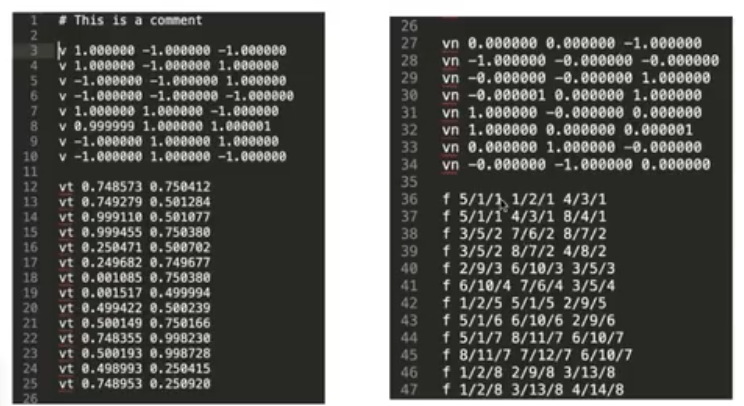 1 # This is a comment
2
3 v 1.000000 -1.000000 -1.000000
4 v 1.000000 -1.000000 1.000000
5 v -1.000000 -1.000000 1.000000
6 v -1.000000 -1.000000 -1.000000
7 v 1.000000 1.000000 -1.000000
8 v 0.999999 1.000000 1.000001
9 v -1.000000 1.000000 1.000000
10 v -1.000000 1.000000 -1.000000
11
12 vt 0.748573 0.750412
13 vt 0.749279 0.501284
14 vt 0.999110 0.501077
15 vt 0.999455 0.750380
16 vt 0.250471 0.500702
17 vt 0.249682 0.749677
18 vt 0.001085 0.750380
19 vt 0.001517 0.499994
20 vt 0.499422 0.500239
21 vt 0.500149 0.750166
22 vt 0.748355 0.998230
23 vt 0.500193 0.998728
24 vt 0.498993 0.250415
25 vt 0.748953 0.250920
26
26
27 vn 0.000000 0.000000 -1.000000
28 vn -1.000000 -0.000000 -0.000000
29 vn -0.000000 -0.000000 1.000000
30 vn -0.000001 0.000000 1.000000
31 vn 1.000000 -0.000000 0.000000
32 vn 1.000000 0.000000 0.000001
33 vn 0.000000 1.000000 -0.000000
34 vn -0.000000 -1.000000 0.000000
35
36 f 5/1/1 1/2/1 4/3/1
37 f 5/1/1 4/3/1 8/4/1
38 f 3/5/2 7/6/2 8/7/2
39 f 3/5/2 8/7/2 4/8/2
40 f 2/9/3 6/10/3 3/5/3
41 f 6/10/4 7/6/4 3/5/4
42 f 1/2/5 5/1/5 2/9/5
43 f 5/1/6 6/10/6 2/9/6
44 f 5/1/7 8/11/7 6/10/7
45 f 8/11/7 7/12/7 6/10/7
46 f 1/2/8 2/9/8 3/13/8
47 f 1/2/8 3/13/8 4/14/8